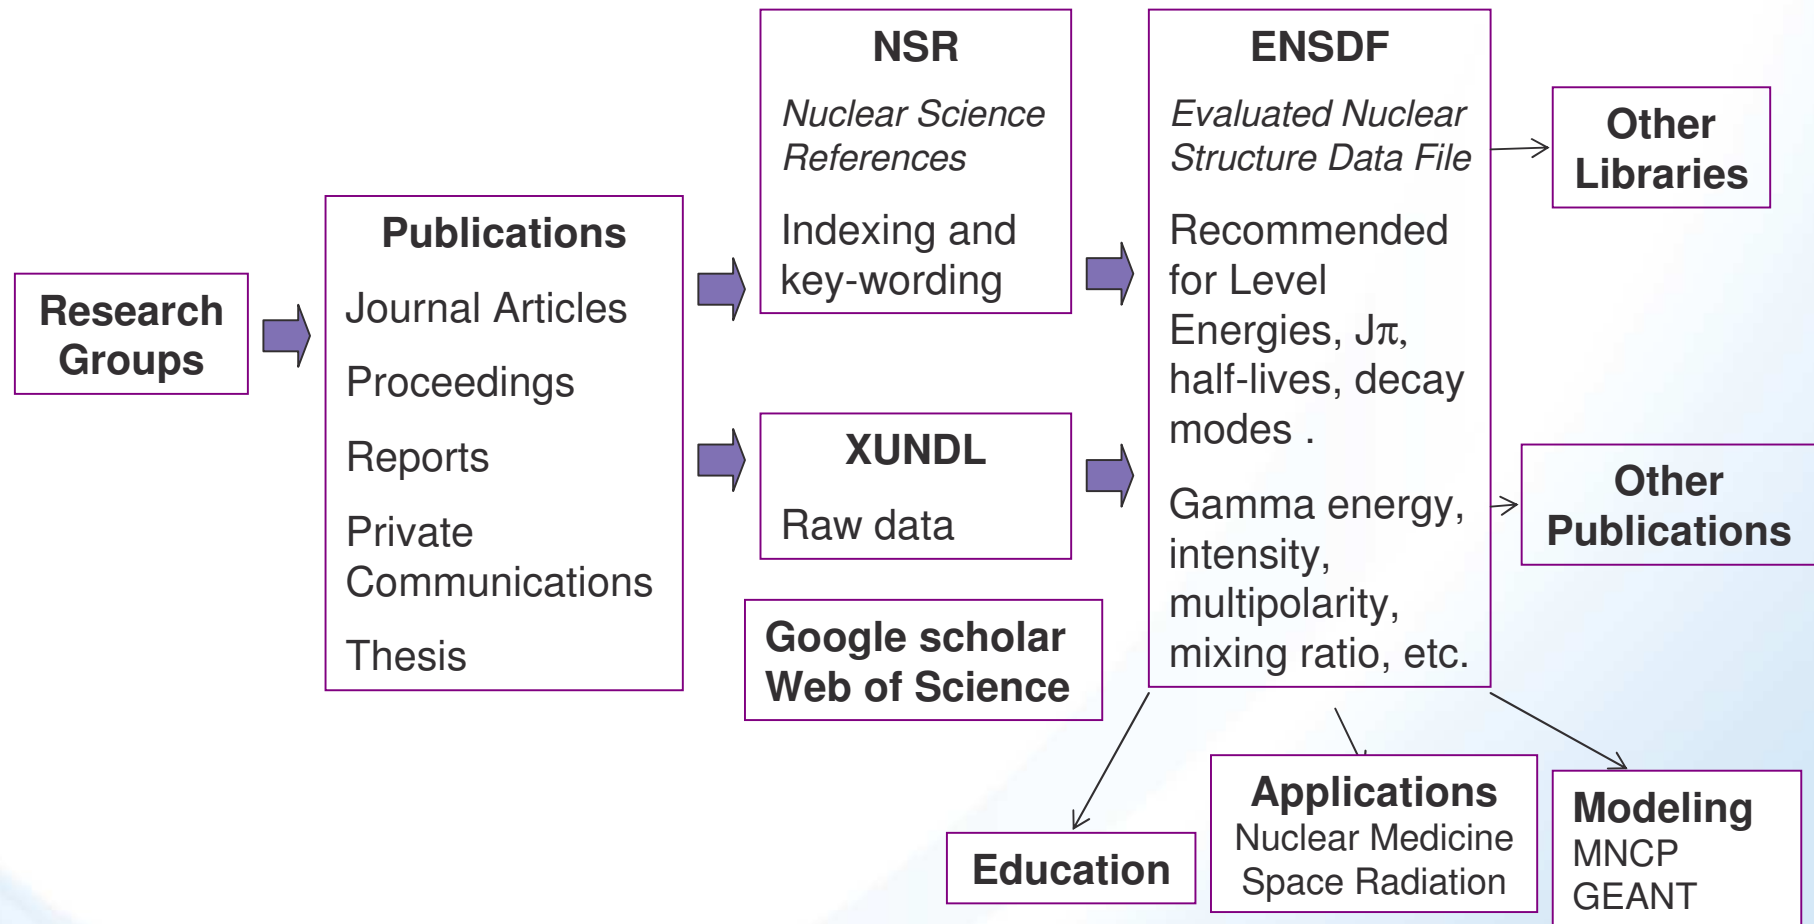 Research
Groups
Publications
Journal Articles
Proceedings
Reports
Private
Communications
Thesis
NSR
Nuclear Science
References
Indexing and
key-wording
XUNDL
Raw data
Google scholar
Web of Science
ENSDF
Evaluated Nuclear
Structure Data File
Recommended
for Level
Energies, Jπ,
half-lives, decay
modes .
Gamma energy,
intensity,
multipolarity,
mixing ratio, etc.
Other
Libraries
Other
Publications
Education
Applications
Nuclear Medicine
Space Radiation
Modeling
MNCP
GEANT